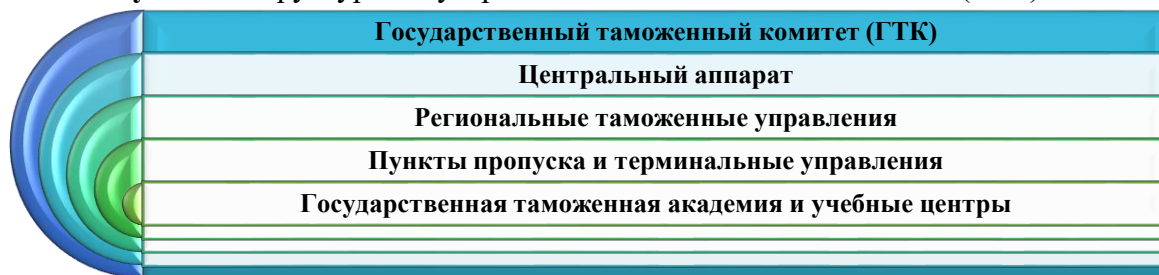 Государственный таможенный комитет (ГТК)
Центральный аппарат
Региональные таможенные управления
Пункты пропуска и терминальные управления
Государственная таможенная академия и учебные центры